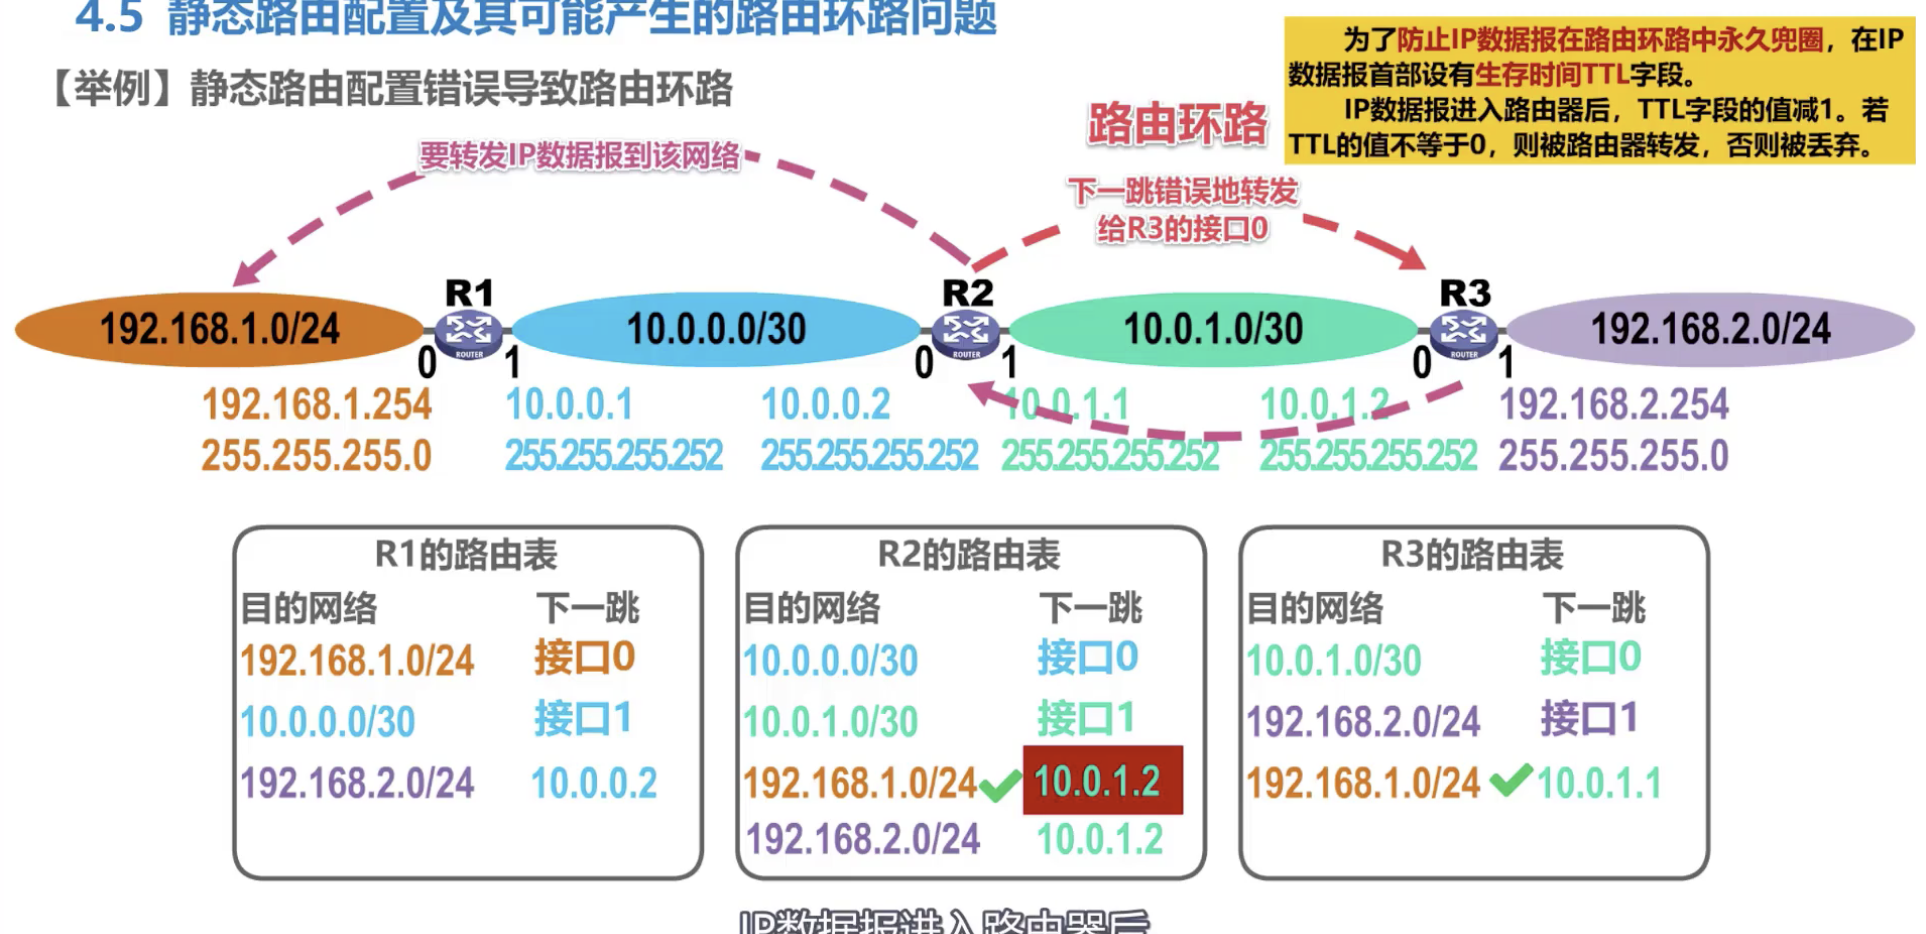 4.5 静态路由配置及其可能产生的路由环路问题
【举例】静态路由配置错误导致路由环路
为了防止IP数据报在路由环路中永久兜圈，在IP
数据报首部设有生存时间TTL字段。
IP数据报进入路由器后，TTL字段的值减1。若
TTL的值不等于0，则被路由器转发，否则被丢弃。
路由环路
要转发IP数据报到该网络
下一跳错误地转发
给R3的接口0
R1
R2
R3
192.168.1.0/24
ROUTER
10.0.0.0/30
ROUTER
10.0.1.0/30
ROUTER
192.168.2.0/24
0
1
0
1
0
1
192.168.1.254
10.0.0.1
10.0.0.2
10.0.1.1
10.0.1.2
192.168.2.254
255.255.255.0
255.255.255.252
255.255.255.252
255.255.255.252
255.255.255.252
255.255.255.0
R1的路由表
目的网络 下一跳
192.168.1.0/24 接口0
10.0.0.0/30 接口1
192.168.2.0/24 10.0.0.2
R2的路由表
目的网络 下一跳
10.0.0.0/30 接口0
10.0.1.0/30 接口1
192.168.1.0/24 10.0.1.2
192.168.2.0/24 10.0.1.2
R3的路由表
目的网络 下一跳
10.0.1.0/30 接口0
192.168.2.0/24 接口1
192.168.1.0/24 10.0.1.1
IP数据报进入路由器后